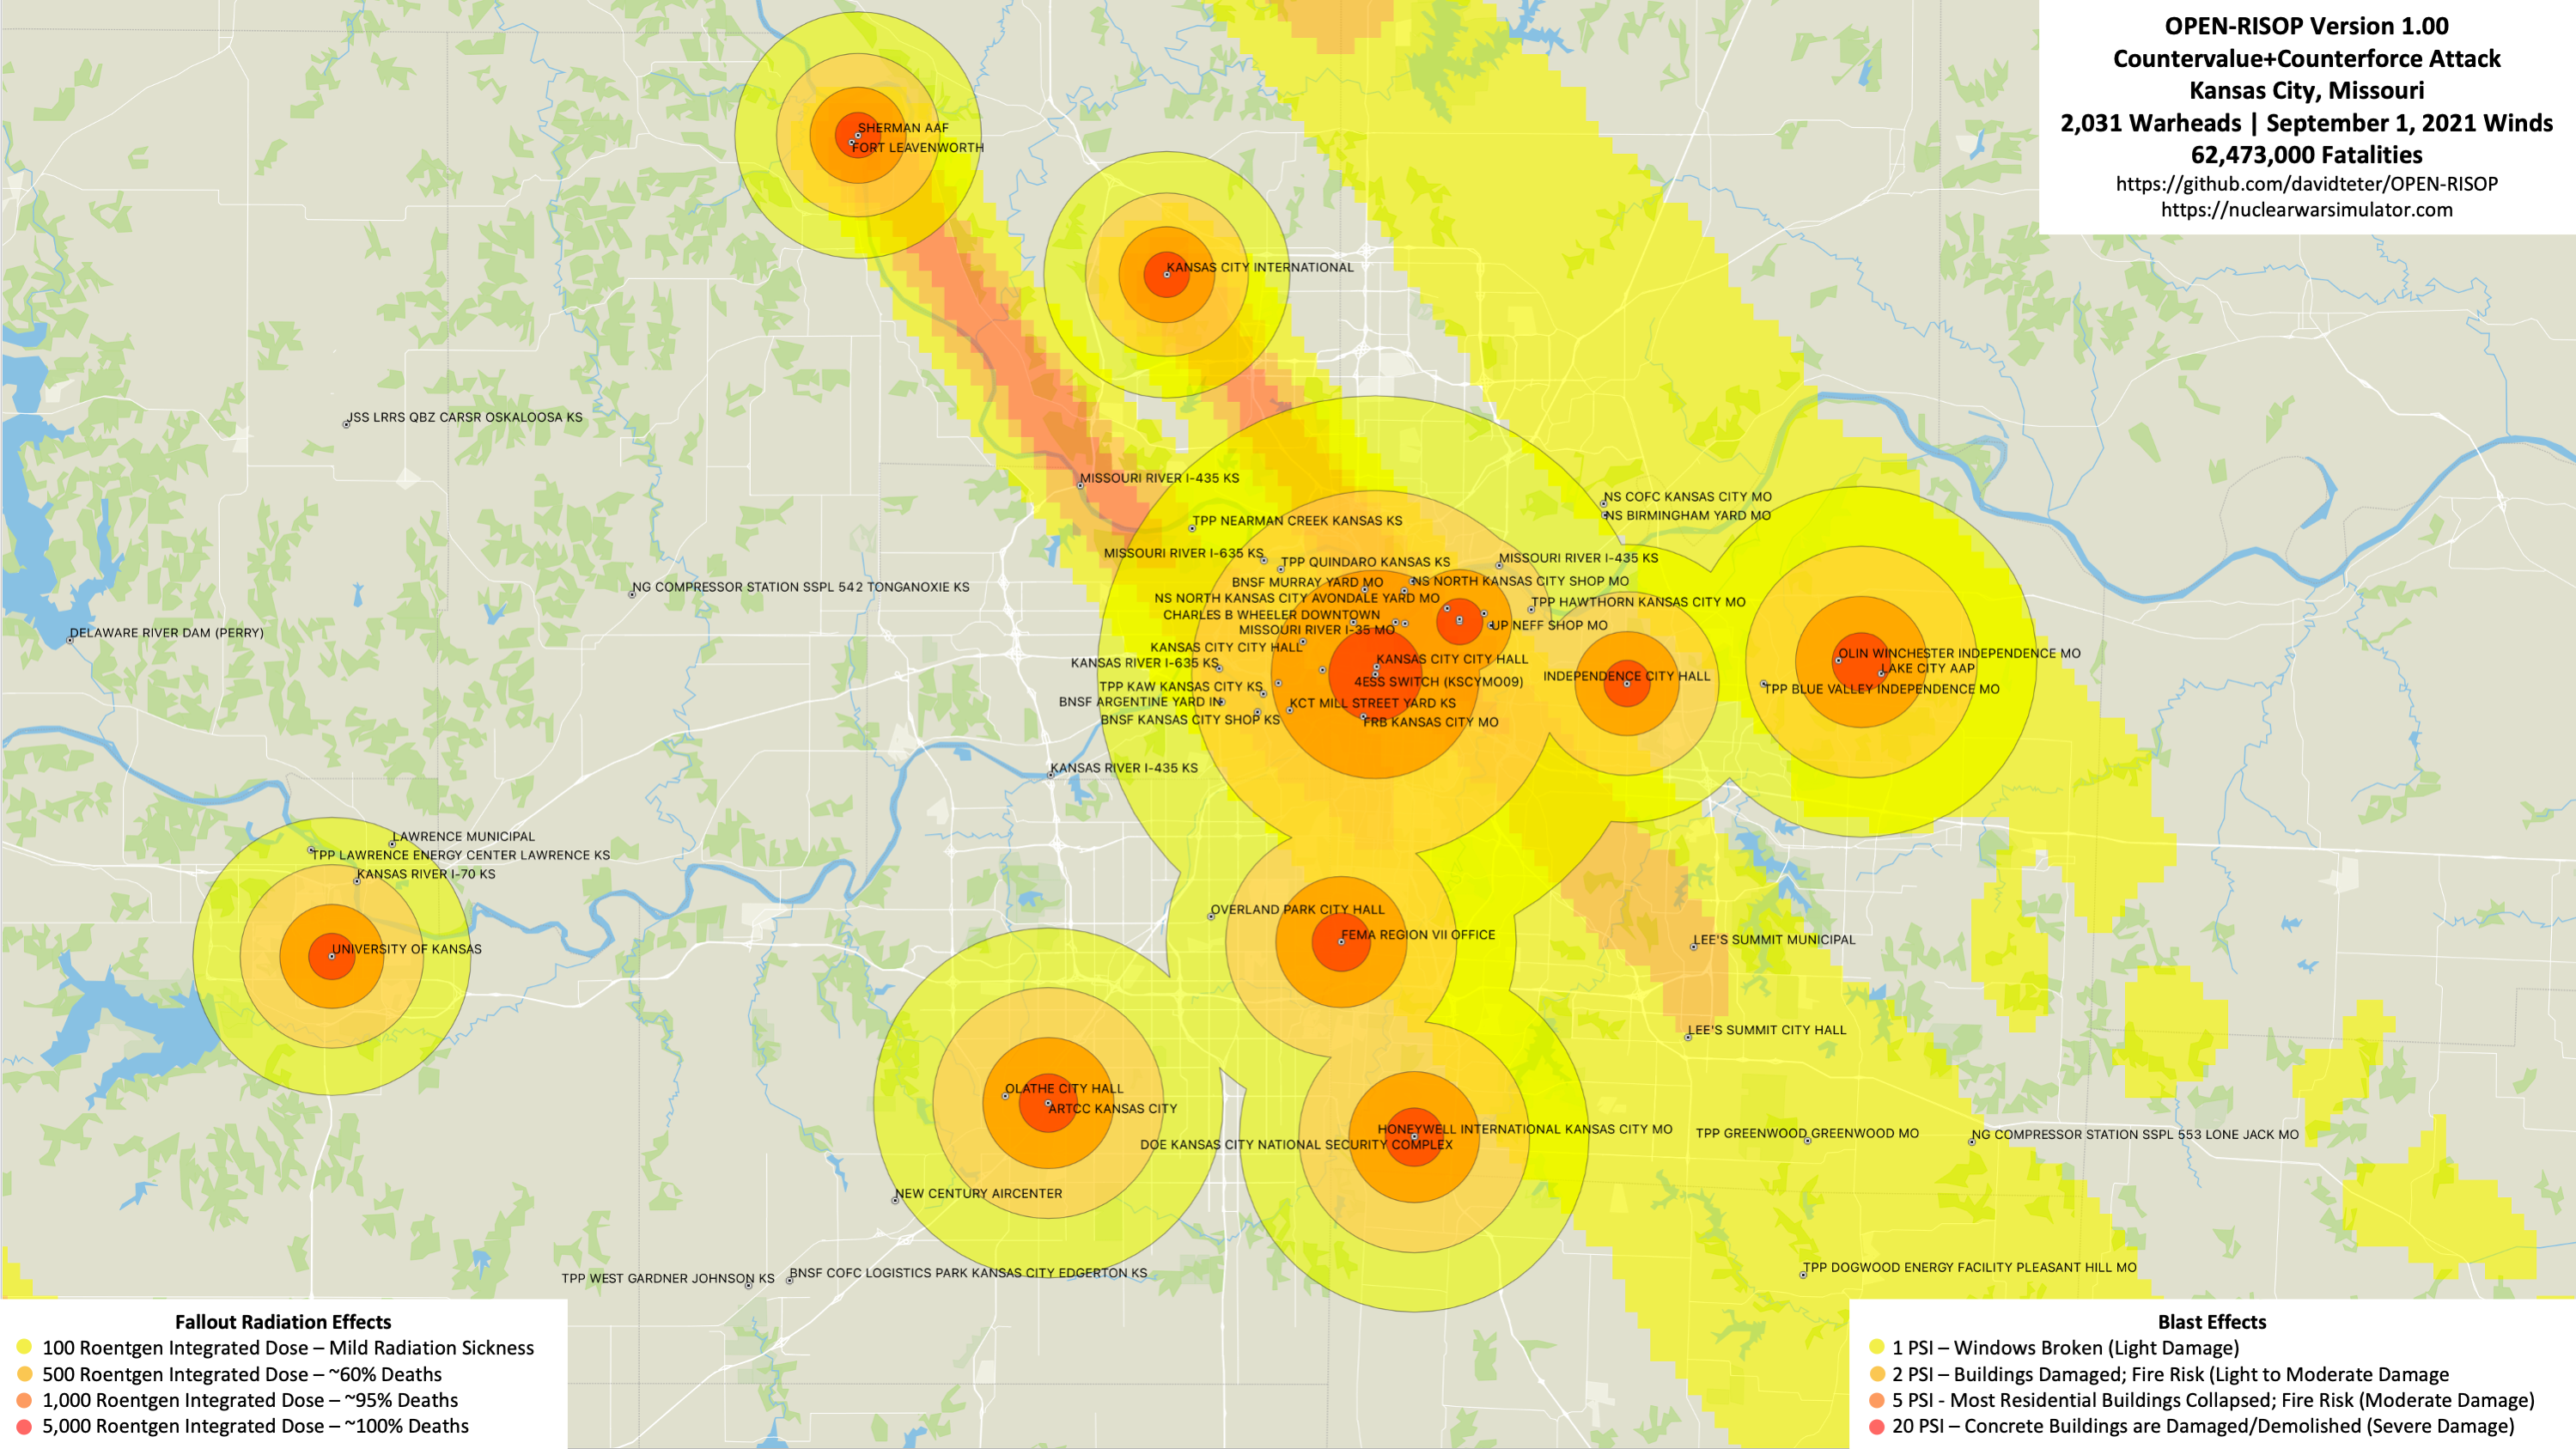 OPEN-RISOP Version 1.00
Countervalue+Counterforce Attack
Kansas City, Missouri
2,031 Warheads | September 1, 2021 Winds
62,473,000 Fatalities
https://github.com/davidteter/OPEN-RISOP
https://nuclearwarsimulator.com
SHERMAN AAF
FORT LEAVENWORTH
KANSAS CITY INTERNATIONAL
JSS LRRS QBZ CARSR OSKALOOSA KS
MISSOURI RIVER I-435 KS
NS COFC KANSAS CITY MO
NS BIRMINGHAM YARD MO
TPP NEARMAN CREEK KANSAS KS
MISSOURI RIVER I-635 KS
MISSOURI RIVER I-435 KS
TPP QUINDARO KANSAS KS
BNSF MURRAY YARD MO
NS NORTH KANSAS CITY SHOP MO
NG COMPRESSOR STATION SSPL 542 TONGANOXIE KS
NS NORTH KANSAS CITY AVONDALE YARD MO
TPP HAWTHORN KANSAS CITY MO
CHARLES B WHEELER DOWNTOWN
UP NEFF SHOP MO
MISSOURI RIVER I-35 MO
DELAWARE RIVER DAM (PERRY)
KANSAS CITY CITY HALL
KANSAS CITY CITY HALL
KANSAS RIVER I-635 KS
OLIN WINCHESTER INDEPENDENCE MO
LAKE CITY AAP
INDEPENDENCE CITY HALL
4ESS SWITCH (KSCYMO09)
TPP KAW KANSAS CITY KS
TPP BLUE VALLEY INDEPENDENCE MO
BNSF ARGENTINE YARD IN
KCT MILL STREET YARD KS
BNSF KANSAS CITY SHOP KS
FRB KANSAS CITY MO
KANSAS RIVER I-435 KS
LAWRENCE MUNICIPAL
TPP LAWRENCE ENERGY CENTER LAWRENCE KS
KANSAS RIVER I-70 KS
OVERLAND PARK CITY HALL
FEMA REGION VII OFFICE
LEE'S SUMMIT MUNICIPAL
UNIVERSITY OF KANSAS
LEE'S SUMMIT CITY HALL
OLATHE CITY HALL
ARTCC KANSAS CITY
HONEYWELL INTERNATIONAL KANSAS CITY MO
TPP GREENWOOD GREENWOOD MO
NG COMPRESSOR STATION SSPL 553 LONE JACK MO
DOE KANSAS CITY NATIONAL SECURITY COMPLEX
NEW CENTURY AIRCENTER
TPP DOGWOOD ENERGY FACILITY PLEASANT HILL MO
TPP WEST GARDNER JOHNSON KS
BNSF COFC LOGISTICS PARK KANSAS CITY EDGERTON KS
Fallout Radiation Effects
100 Roentgen Integrated Dose – Mild Radiation Sickness
500 Roentgen Integrated Dose – ~60% Deaths
1,000 Roentgen Integrated Dose – ~95% Deaths
5,000 Roentgen Integrated Dose – ~100% Deaths
Blast Effects
1 PSI – Windows Broken (Light Damage)
2 PSI – Buildings Damaged; Fire Risk (Light to Moderate Damage
5 PSI - Most Residential Buildings Collapsed; Fire Risk (Moderate Damage)
20 PSI – Concrete Buildings are Damaged/Demolished (Severe Damage)